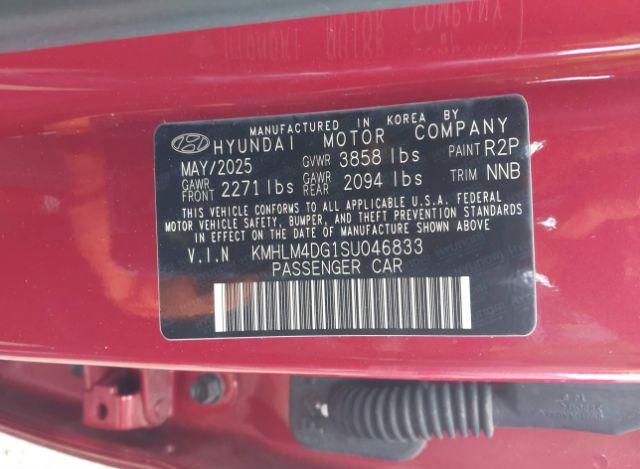 MANUFACTURED IN KOREA BY
HYUNDAI MOTOR COMPANY
MAY/2025 GVWR 3858 lbs PAINT R2P
GAWR FRONT 2271 lbs GAWR REAR 2094 lbs TRIM NNB
THIS VEHICLE CONFORMS TO ALL APPLICABLE U.S.A. FEDERAL
MOTOR VEHICLE SAFETY, BUMPER, AND THEFT PREVENTION STANDARDS
IN EFFECT ON THE DATE OF MANUFACTURE SHOWN ABOVE
V.I.N KMHLM4DG1SU046833
PASSENGER CAR